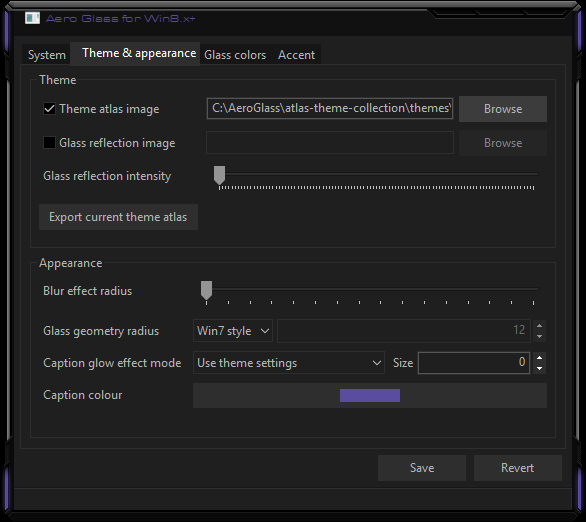 Aero Glass for Win8.x+
System Theme & appearance Glass colors Accent
Theme
Theme atlas image C:\AeroGlass\atlas-theme-collection\themes\ Browse
Glass reflection image Browse
Glass reflection intensity
Export current theme atlas
Appearance
Blur effect radius
Glass geometry radius Win7 style 12
Caption glow effect mode Use theme settings Size 0
Caption colour
Save Revert